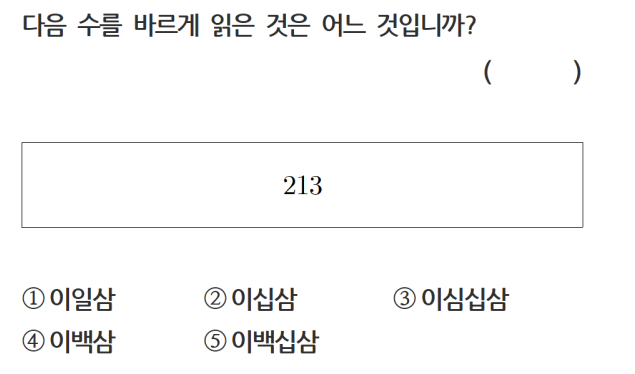 다음 수를 바르게 읽은 것은 어느 것입니까?
(          )
213
① 이일삼 ② 이십삼 ③ 이심십삼
④ 이백삼 ⑤ 이백십삼